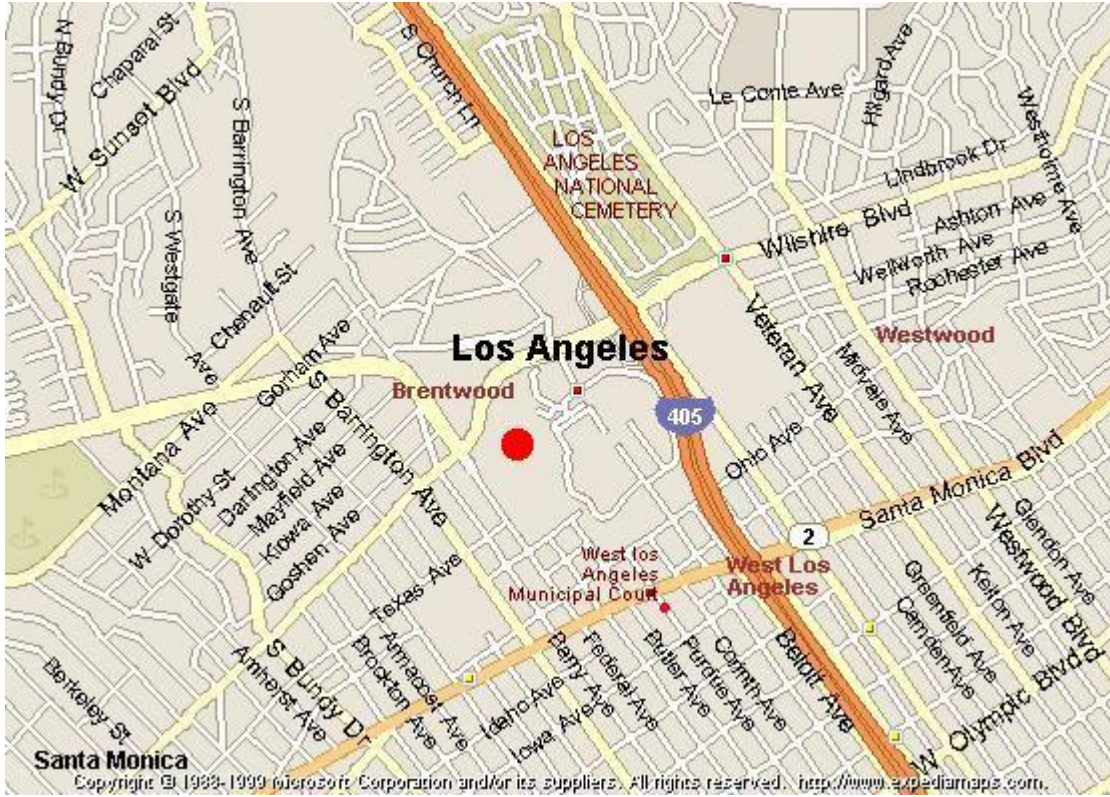 N Bundy Dr
Chaparal St
W Sunset Blvd
S Barrington Ave
S Westgate
Ave
Chenault St
S Church Ln
LOS
ANGELES
NATIONAL
CEMETERY
Le Conte Ave
Hilgard Ave
Westholme Ave
Lindbrook Dr
Wilshire Blvd
Ashton Ave
Wellworth Ave
Rochester Ave
Veteran Ave
Westwood
Los Angeles
Brentwood
405
Midvale Ave
Ohio Ave
Santa Monica Blvd
2
Gorham Ave
S Barrington Ave
Montana Ave
W Dorothy St
Darlington Ave
Mayfield Ave
Kiowa Ave
Goshen Ave
Texas Ave
West los
Angeles
Municipal Court
West Los
Angeles
Westwood Blvd
Glendon Ave
Kelton Ave
Greenfield Ave
Camden Ave
Berkeley St
Amherst Ave
S Bundy Dr
Brockton Ave
Armacost Ave
Idaho Ave
Iowa Ave
Barry Ave
Federal Ave
Butler Ave
Purdue Ave
Corinth Ave
Beloit Ave
W Olympic Blvd
Santa Monica
Copyright © 1988-1999 Microsoft Corporation and/or its suppliers. All rights reserved. http://www.expediamaps.com.